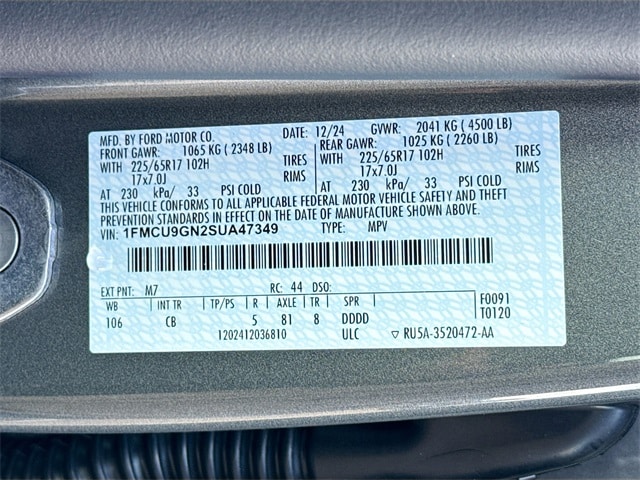 MFD. BY FORD MOTOR CO. DATE: 12/24 GVWR: 2041 KG ( 4500 LB)
FRONT GAWR: 1065 KG ( 2348 LB) REAR GAWR: 1025 KG ( 2260 LB)
WITH 225/65R17 102H TIRES WITH 225/65R17 102H TIRES
17x7.0J RIMS 17x7.0J RIMS
AT 230 kPa/ 33 PSI COLD AT 230 kPa/ 33 PSI COLD
THIS VEHICLE CONFORMS TO ALL APPLICABLE FEDERAL MOTOR VEHICLE SAFETY AND THEFT
PREVENTION STANDARDS IN EFFECT ON THE DATE OF MANUFACTURE SHOWN ABOVE.
VIN: 1FMCU9GN2SUA47349 TYPE: MPV
EXT PNT: M7 RC: 44 DSO: F0091
WB INT TR TP/PS R AXLE TR SPR T0120
106 CB 5 81 8 DDDD
1202412036810 ULC ▽ RU5A-3520472-AA